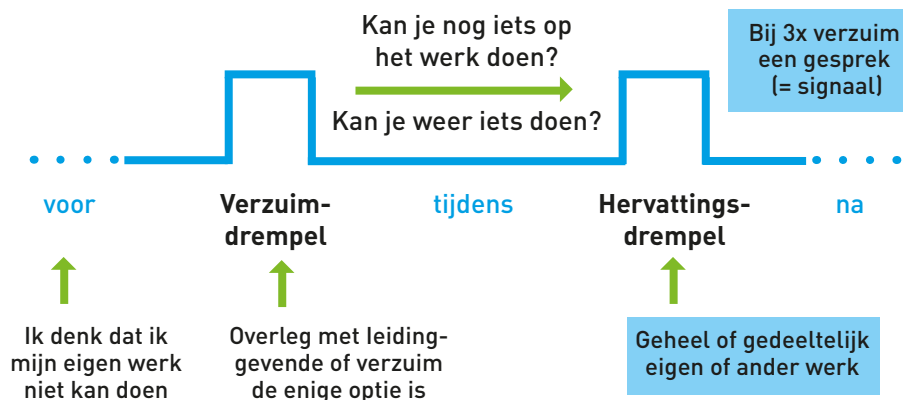 Kan je nog iets op
het werk doen?
Kan je weer iets doen?
Bij 3x verzuim
een gesprek
(= signaal)
voor
Verzuim-
drempel
tijdens
Hervattings-
drempel
na
Ik denk dat ik
mijn eigen werk
niet kan doen
Overleg met leiding-
gevende of verzuim
de enige optie is
Geheel of gedeeltelijk
eigen of ander werk